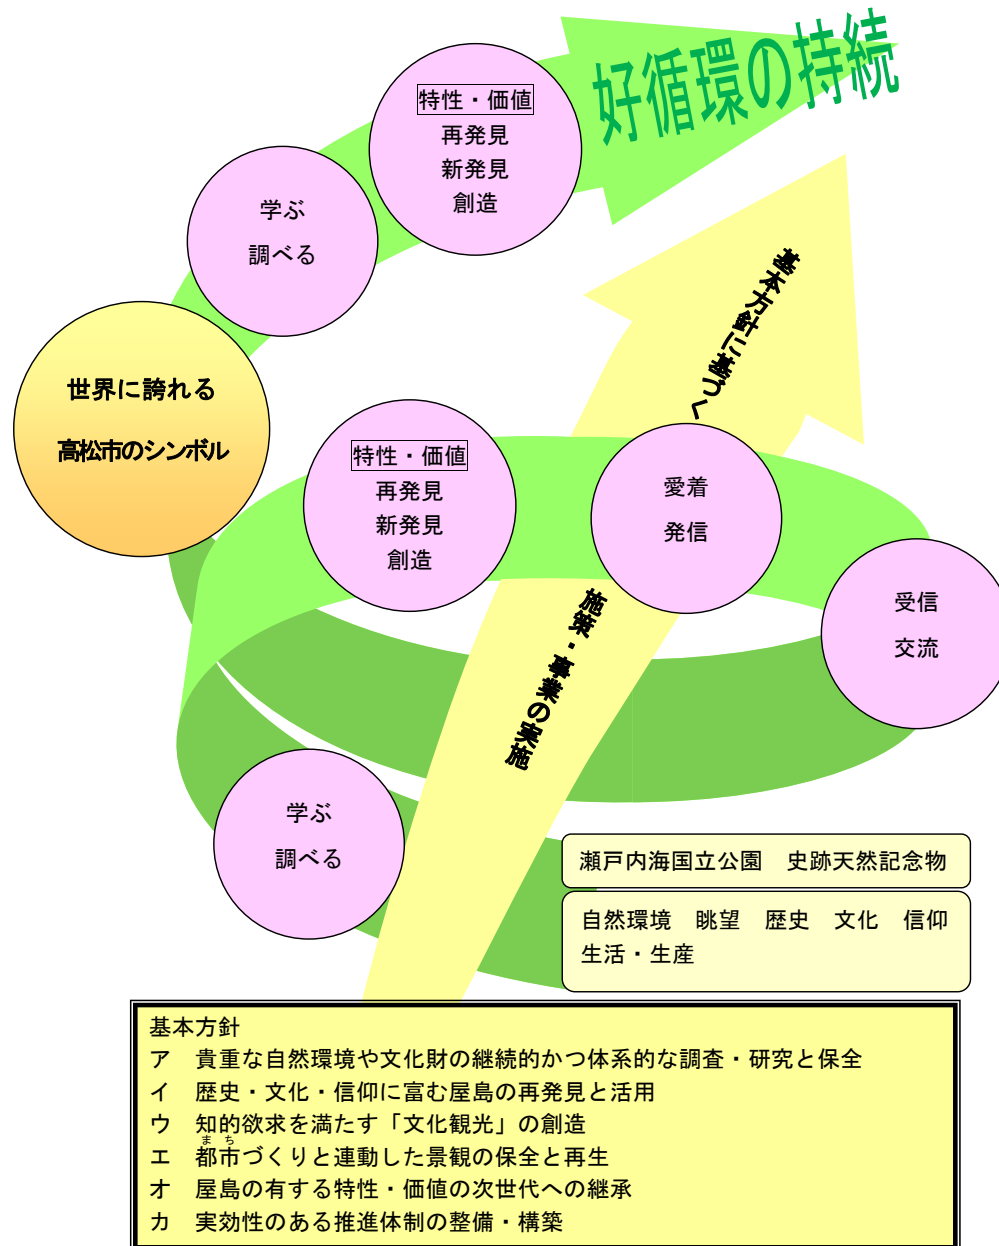 好循環の持続
特性・価値
再発見
新発見
創造
学ぶ
調べる
世界に誇れる
高松市のシンボル
基本方針に基づく
特性・価値
再発見
新発見
創造
愛着
発信
受信
交流
施策・事業の実施
学ぶ
調べる
瀬戸内海国立公園　史跡天然記念物
自然環境　眺望　歴史　文化　信仰
生活・生産
基本方針
ア　貴重な自然環境や文化財の継続的かつ体系的な調査・研究と保全
イ　歴史・文化・信仰に富む屋島の再発見と活用
ウ　知的欲求を満たす「文化観光」の創造
まち
エ　都市づくりと連動した景観の保全と再生
オ　屋島の有する特性・価値の次世代への継承
カ　実効性のある推進体制の整備・構築